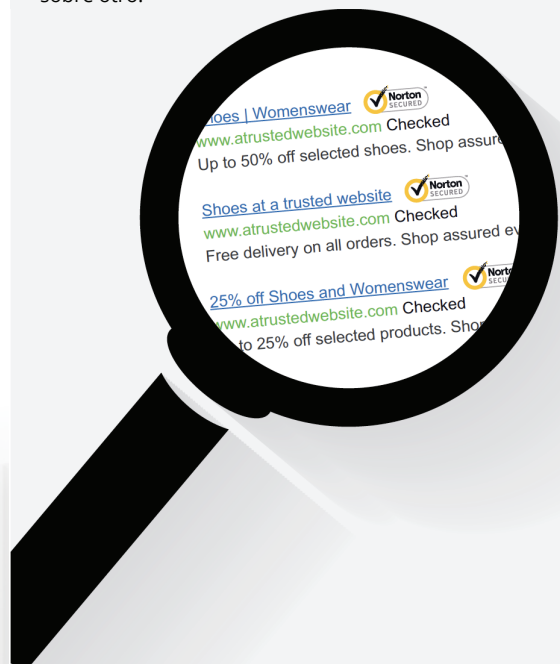 sobre otro.
| Womenswear Norton SECURED
www.atrustedwebsite.com Checked
Up to 50% off selected shoes. Shop
Shoes at a trusted website Norton SECURED
www.atrustedwebsite.com Checked
Free delivery on all orders. Shop assured
25% off Shoes and Womenswear
www.atrustedwebsite.com Checked
to 25% off selected products.